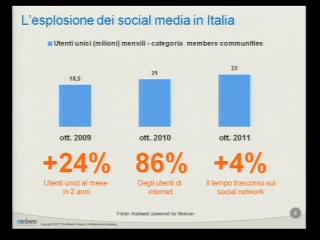 L'esplosione dei social media in Italia
Utenti unici (milioni) mensili - categoria members communities
18,5
21
23
ott. 2009
ott. 2010
ott. 2011
+24%
86%
+4%
Utenti unici al mese
in 2 anni
Degli utenti di
internet
Il tempo trascorso sui
social network
Fonte: Audiweb powered by Nielsen
nielsen